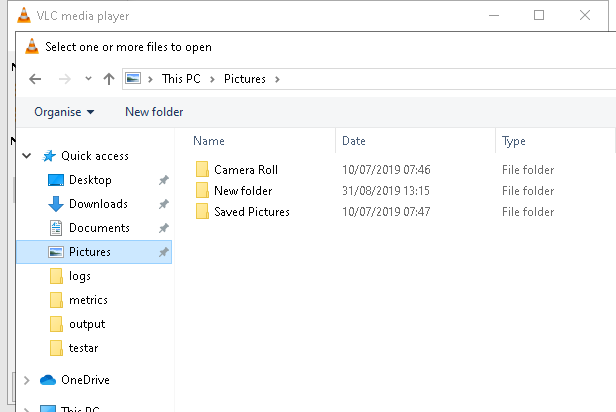 VLC media player
Select one or more files to open
This PC > Pictures >
Organise New folder
Name Date Type
Quick access
Desktop
Downloads
Documents
Pictures
logs
metrics
output
testar
OneDrive
This PC
Camera Roll 10/07/2019 07:46 File folder
New folder 31/08/2019 13:15 File folder
Saved Pictures 10/07/2019 07:47 File folder